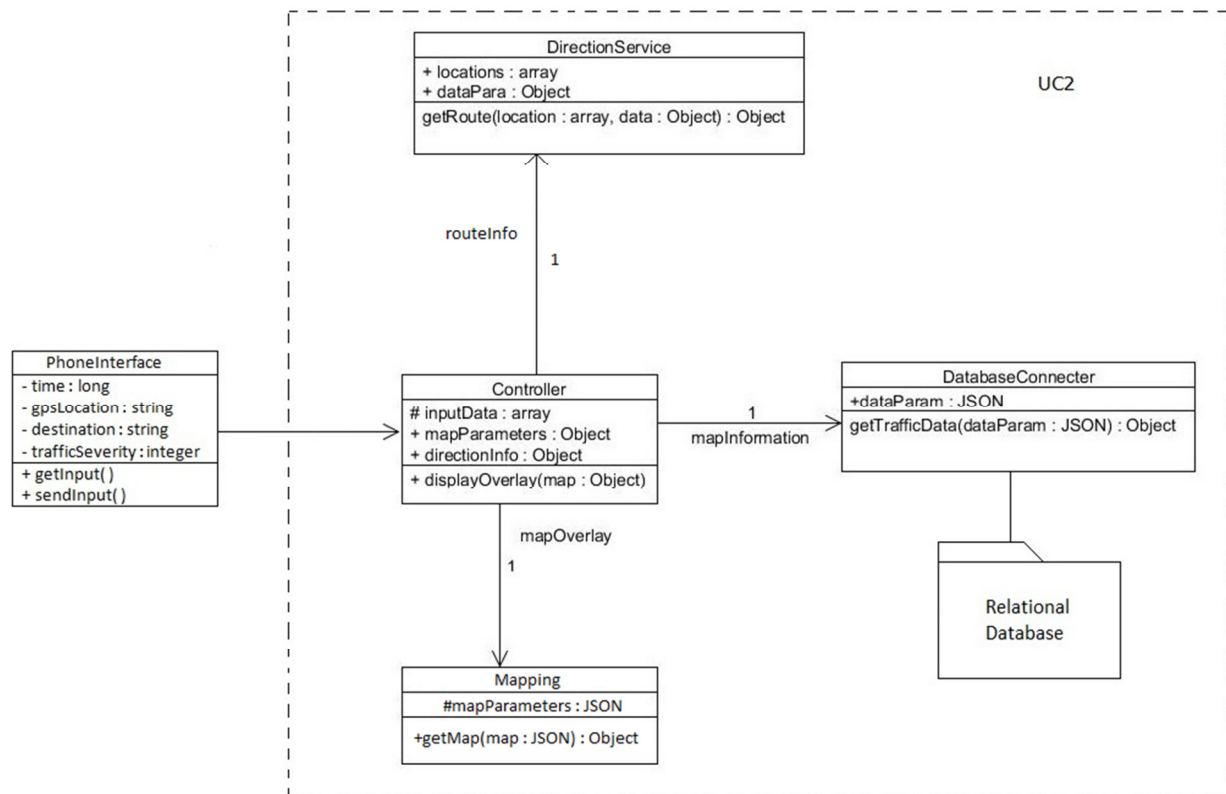 DirectionService
+ locations : array
+ dataPara : Object
getRoute(location : array, data : Object) : Object
UC2
routeInfo
1
PhoneInterface
- time : long
- gpsLocation : string
- destination : string
- trafficSeverity : integer
+ getInput( )
+ sendInput( )
Controller
# inputData : array
+ mapParameters : Object
+ directionInfo : Object
+ displayOverlay(map : Object)
1
mapInformation
DatabaseConnecter
+dataParam : JSON
getTrafficData(dataParam : JSON) : Object
mapOverlay
1
Relational
Database
Mapping
#mapParameters : JSON
+getMap(map : JSON) : Object